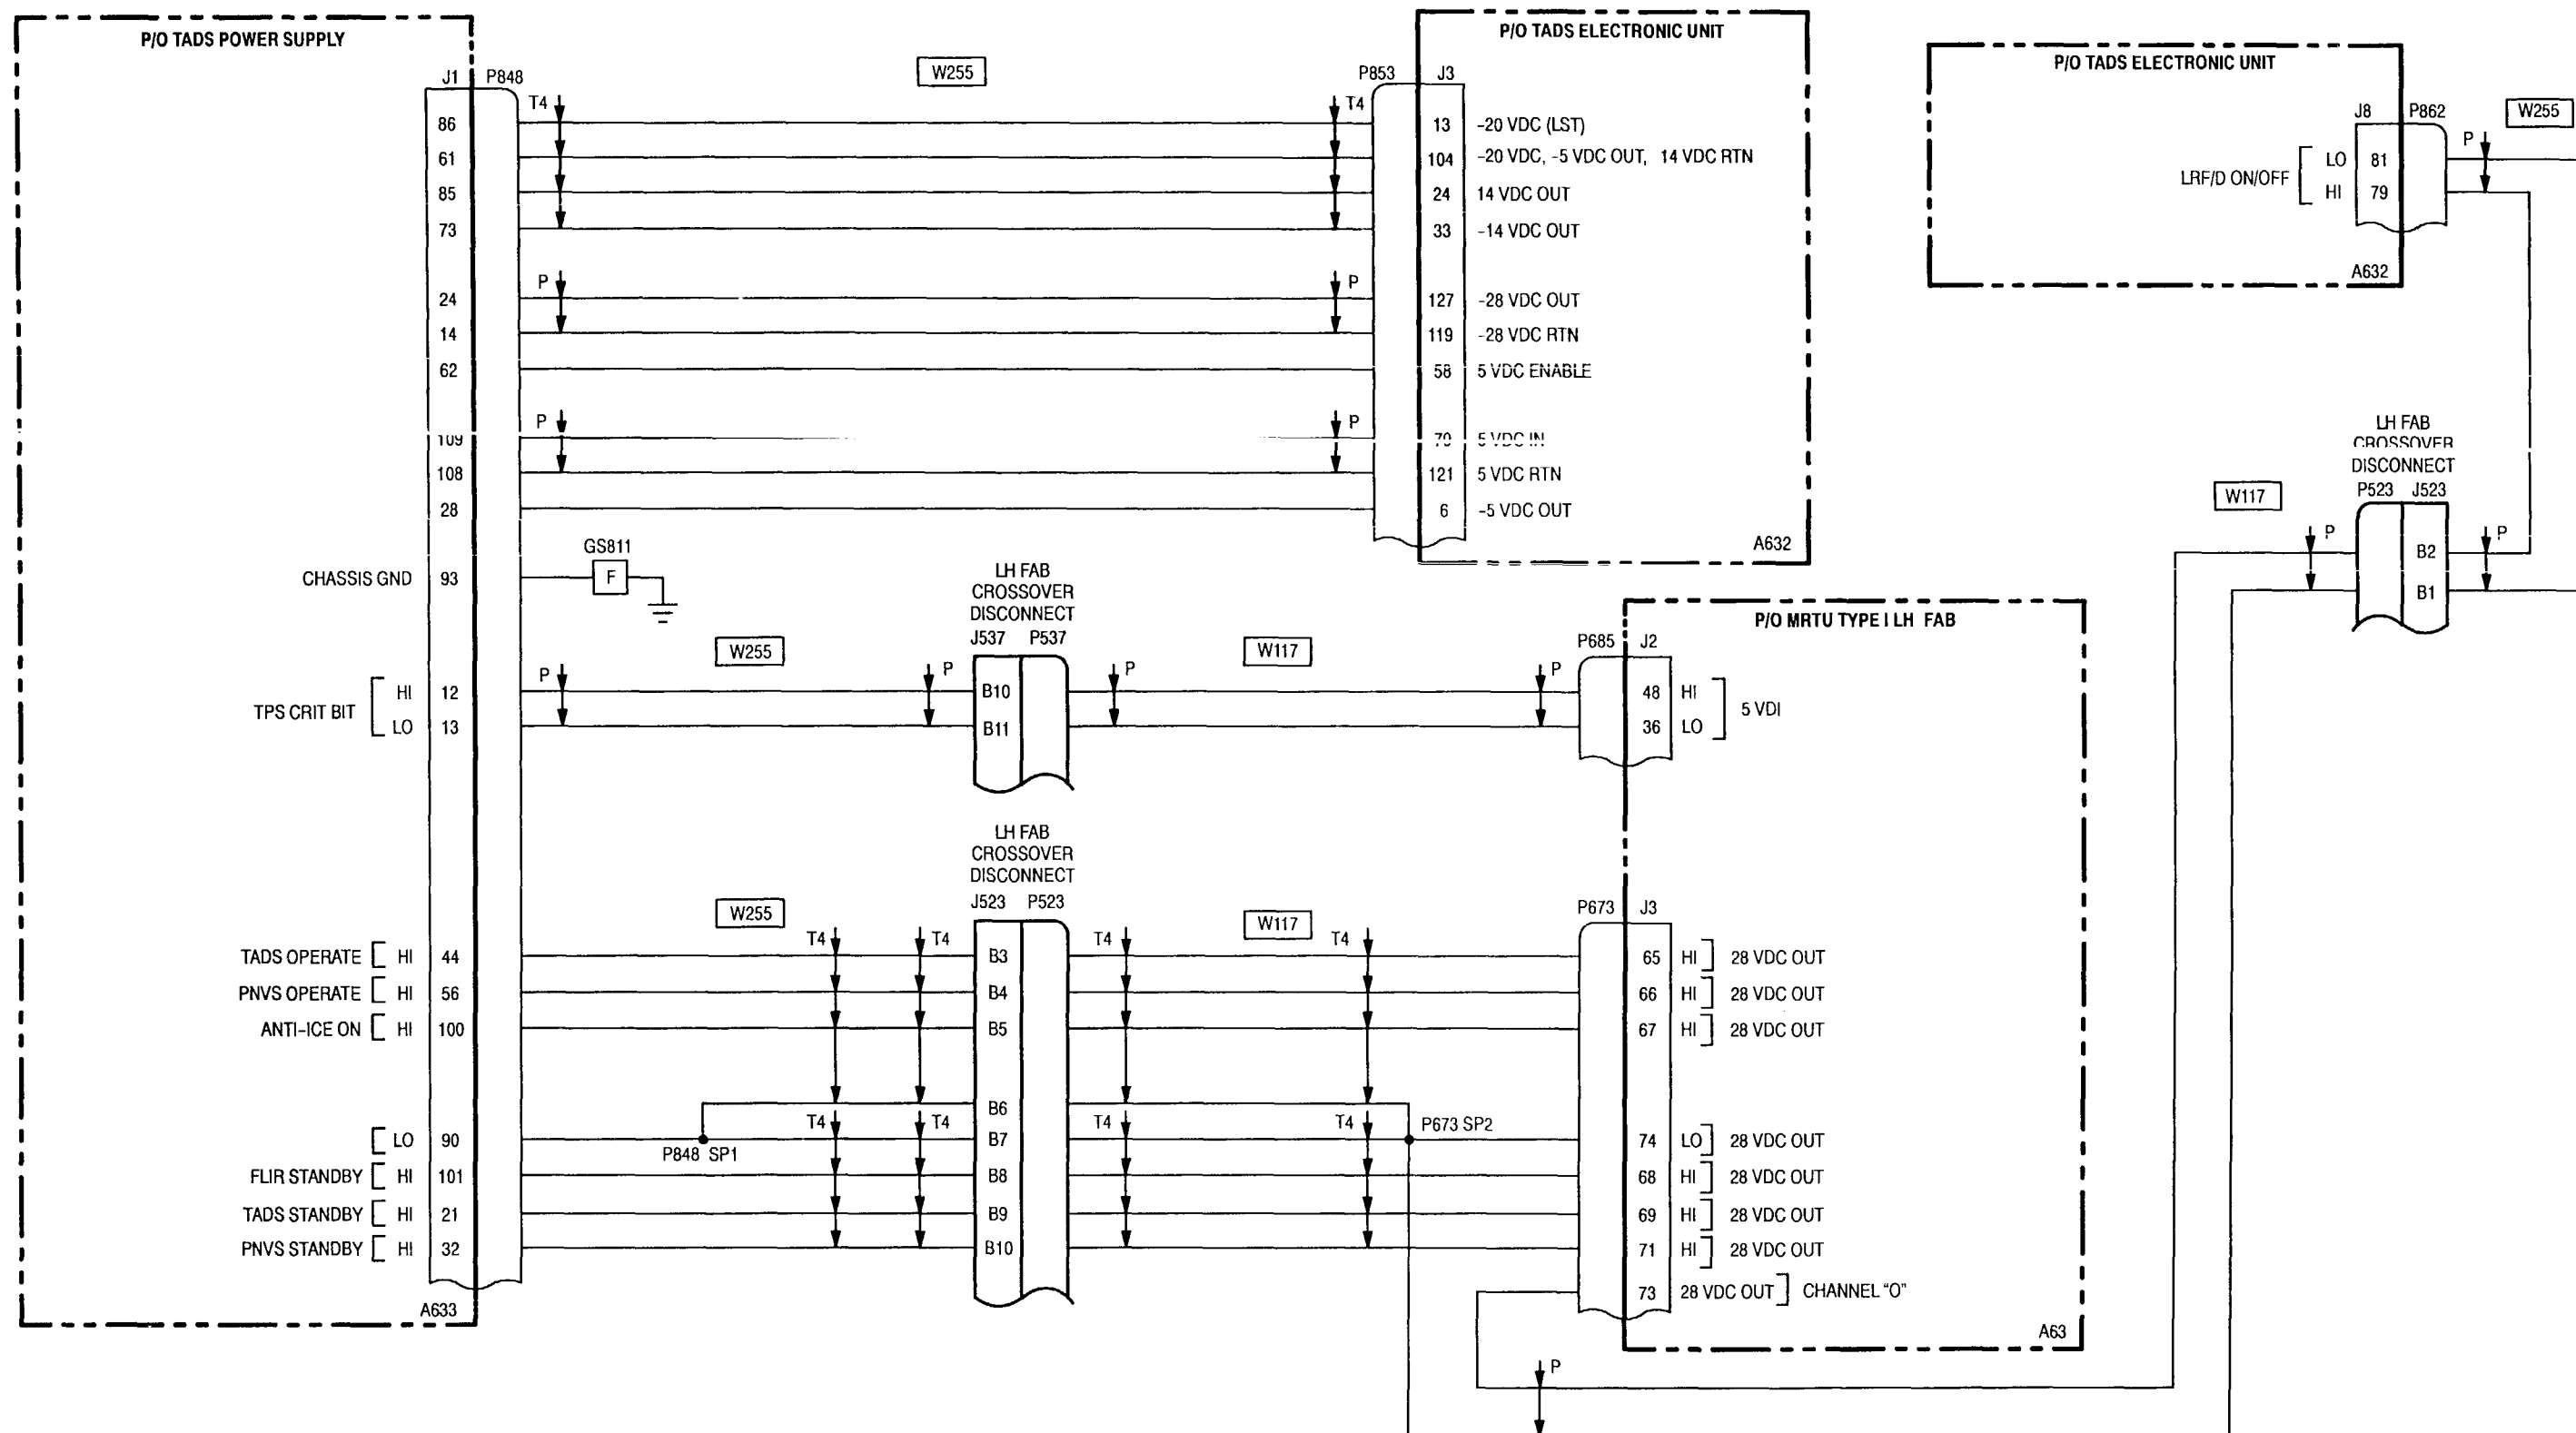 P/O TADS POWER SUPPLY
J1 P848
W255
P853 J3
P/O TADS ELECTRONIC UNIT
T4 T4
86 13 -20 VDC (LST)
61 104 -20 VDC, -5 VDC OUT, 14 VDC RTN
85 24 14 VDC OUT
73 33 -14 VDC OUT
P P
24 127 -28 VDC OUT
14 119 -28 VDC RTN
62 58 5 VDC ENABLE
P P
109 5 VDC IN
108 121 5 VDC RTN
28 6 -5 VDC OUT
A632
GS811
CHASSIS GND 93 F
LH FAB
CROSSOVER
DISCONNECT
J537 P537
W255
W117
P685 J2
P/O MRTU TYPE I LH FAB
P P P P
TPS CRIT BIT
HI 12 B10 48 HI
LO 13 B11 36 LO
5 VDI
LH FAB
CROSSOVER
DISCONNECT
J523 P523
W255
W117
P673 J3
T4 T4 T4 T4
TADS OPERATE HI 44 B3 65 HI 28 VDC OUT
PNVS OPERATE HI 56 B4 66 HI 28 VDC OUT
ANTI-ICE ON HI 100 B5 67 HI 28 VDC OUT
B6
T4 T4 T4 T4 P673 SP2
LO 90 B7 74 LO 28 VDC OUT
P848 SP1
FLIR STANDBY HI 101 B8 68 HI 28 VDC OUT
TADS STANDBY HI 21 B9 69 HI 28 VDC OUT
PNVS STANDBY HI 32 B10 71 HI 28 VDC OUT
73 28 VDC OUT CHANNEL "O"
A633
A63
P
P/O TADS ELECTRONIC UNIT
J8 P862
W255
P
LRF/D ON/OFF
LO 81
HI 79
A632
LH FAB
CROSSOVER
DISCONNECT
P523 J523
W117
P P
B2
B1